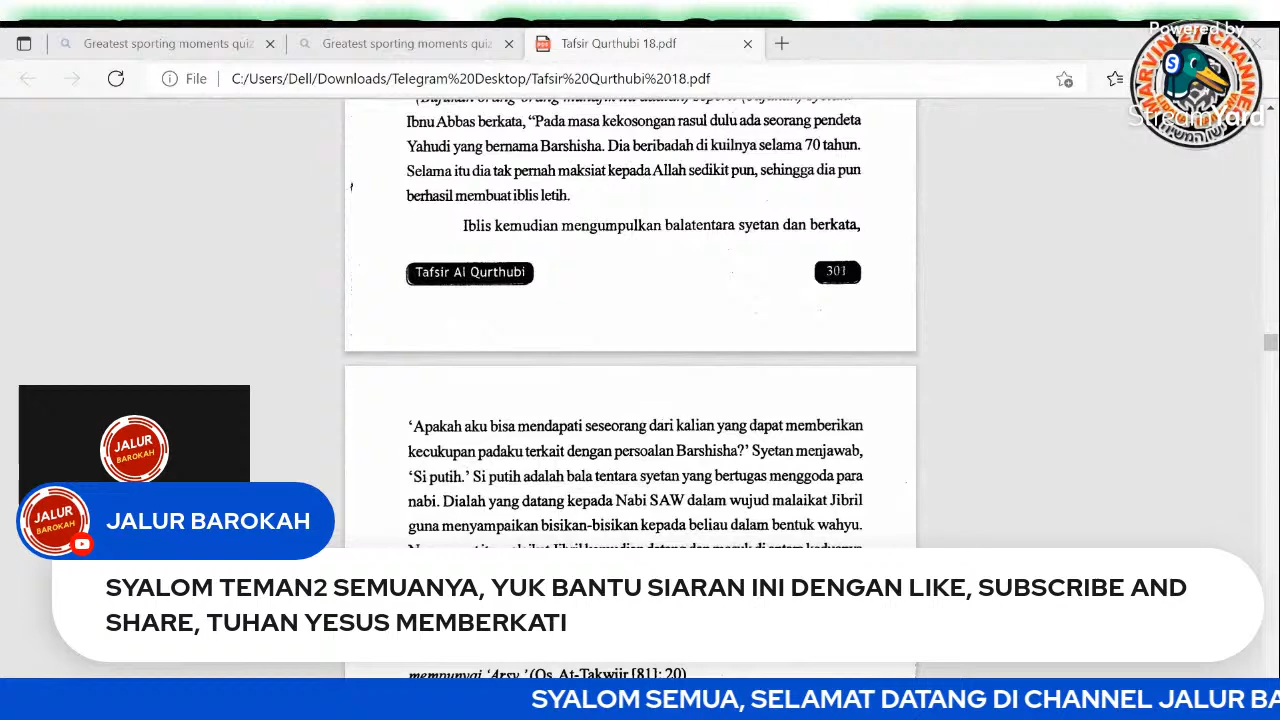 Greatest sporting moments quiz
Greatest sporting moments quiz
Tafsir Qurthubi 18.pdf
File
C:/Users/Dell/Downloads/Telegram%20Desktop/Tafsir%20Qurthubi%2018.pdf
Powered by
StreamYard
MARVIN 21 CHANNEL
Ibnu Abbas berkata, “Pada masa kekosongan rasul dulu ada seorang pendeta
Yahudi yang bernama Barshisha. Dia beribadah di kuilnya selama 70 tahun.
Selama itu dia tak pernah maksiat kepada Allah sedikit pun, sehingga dia pun
berhasil membuat iblis letih.
Iblis kemudian mengumpulkan balatentara syetan dan berkata,
Tafsir Al Qurthubi
301
‘Apakah aku bisa mendapati seseorang dari kalian yang dapat memberikan
kecukupan padaku terkait dengan persoalan Barshisha?’ Syetan menjawab,
‘Si putih.’ Si putih adalah bala tentara syetan yang bertugas menggoda para
nabi. Dialah yang datang kepada Nabi SAW dalam wujud malaikat Jibril
guna menyampaikan bisikan-bisikan kepada beliau dalam bentuk wahyu.
JALUR
BAROKAH
JALUR
BAROKAH
JALUR BAROKAH
SYALOM TEMAN2 SEMUANYA, YUK BANTU SIARAN INI DENGAN LIKE, SUBSCRIBE AND
SHARE, TUHAN YESUS MEMBERKATI
mempunyai ‘Arsy.’ (Qs. At-Takwiir [81]: 20)
SYALOM SEMUA, SELAMAT DATANG DI CHANNEL JALUR BA